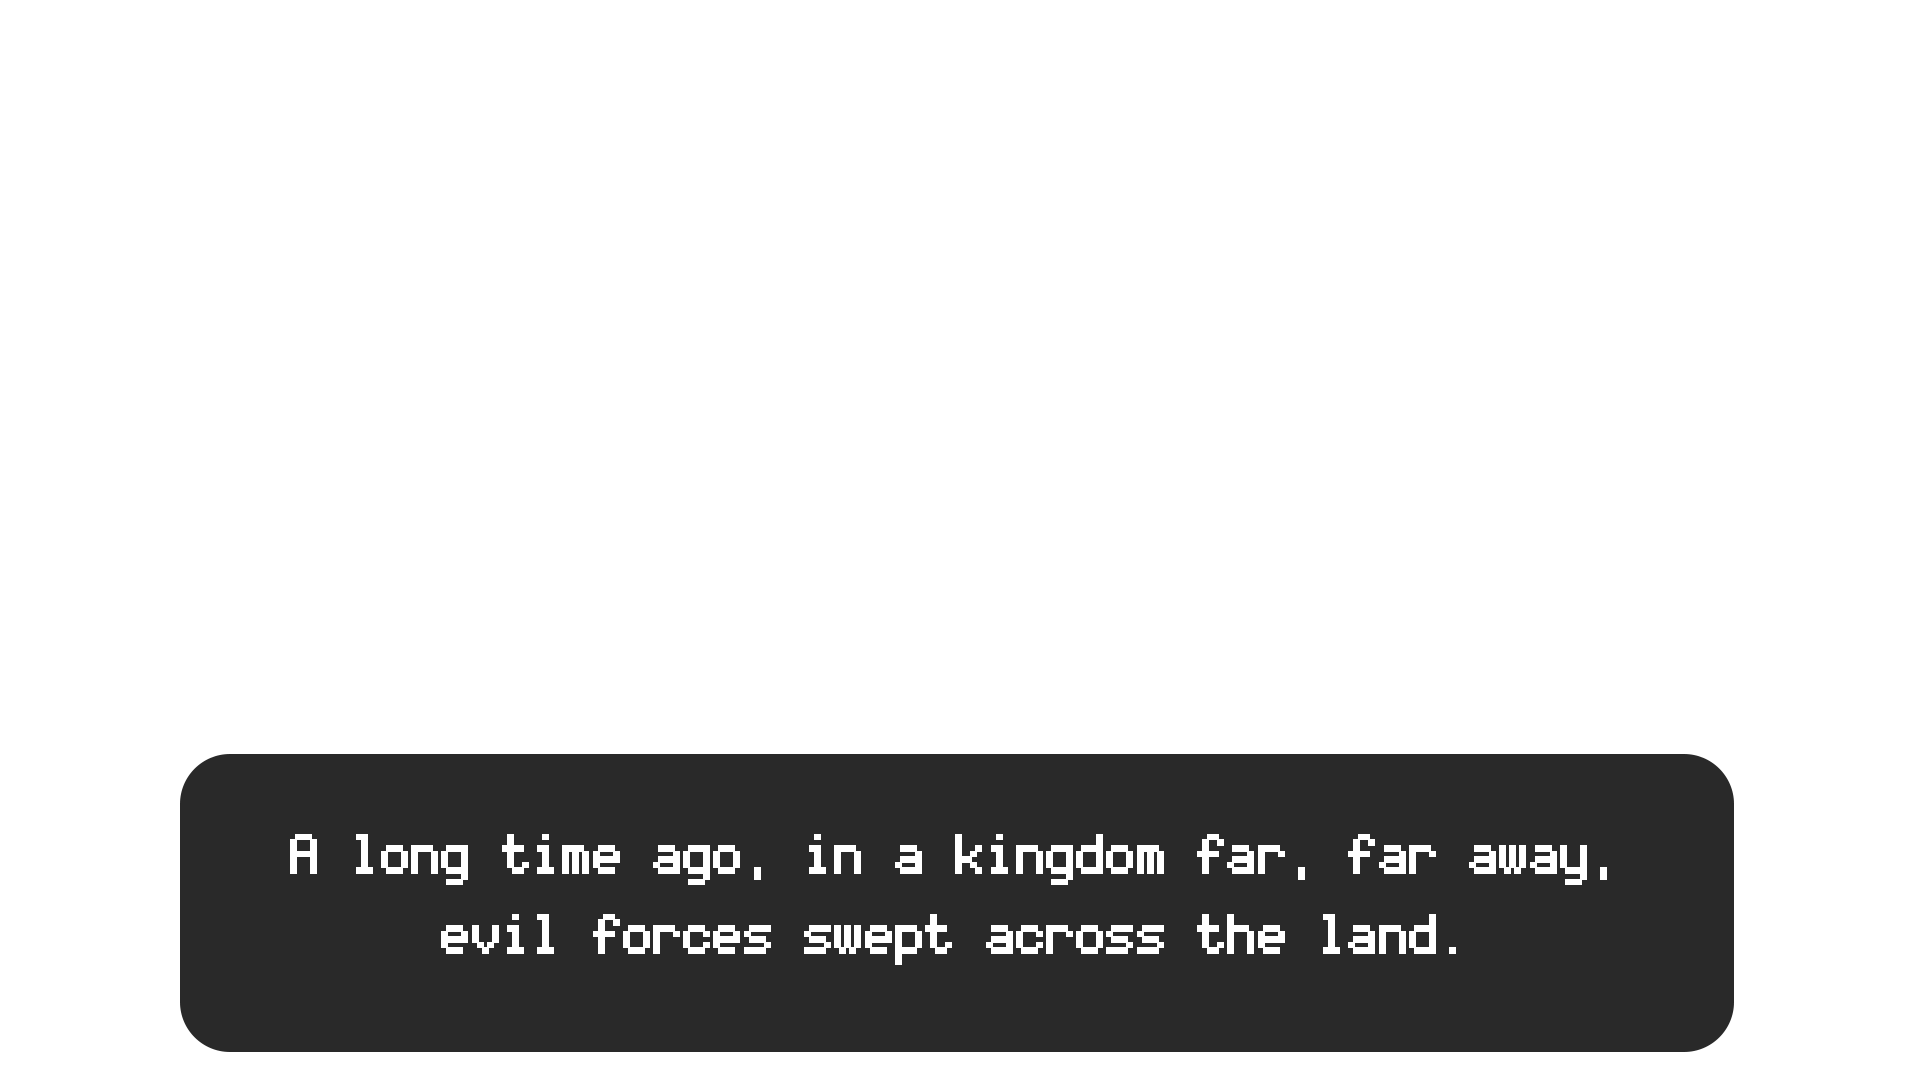 A long time ago, in a kingdom far, far away,
evil forces swept across the land.